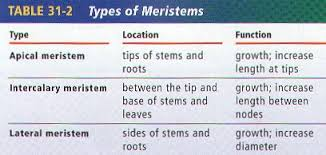 TABLE 31-2 Types of Meristems
Type Location Function
Apical meristem tips of stems and growth; increase
roots length at tips
Intercalary meristem between the tip and growth; increase
base of stems and length between
leaves nodes
Lateral meristem sides of stems and growth; increase
roots diameter